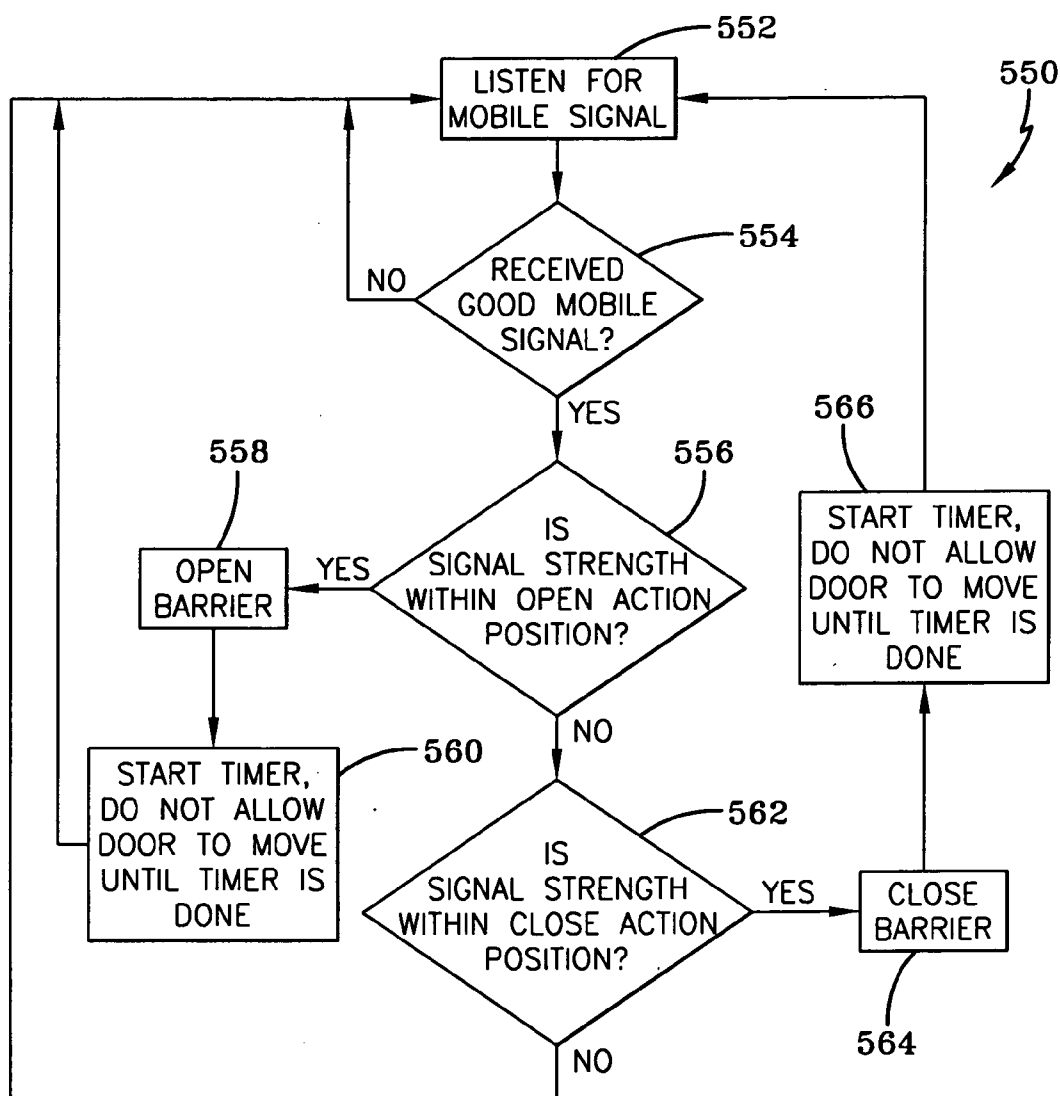 552
LISTEN FOR
MOBILE SIGNAL
550
554
NO
RECEIVED
GOOD MOBILE
SIGNAL?
YES
558
556
566
OPEN
BARRIER
YES
IS
SIGNAL STRENGTH
WITHIN OPEN ACTION
POSITION?
START TIMER,
DO NOT ALLOW
DOOR TO MOVE
UNTIL TIMER IS
DONE
NO
560
START TIMER,
DO NOT ALLOW
DOOR TO MOVE
UNTIL TIMER IS
DONE
562
IS
SIGNAL STRENGTH
WITHIN CLOSE ACTION
POSITION?
YES
CLOSE
BARRIER
564
NO